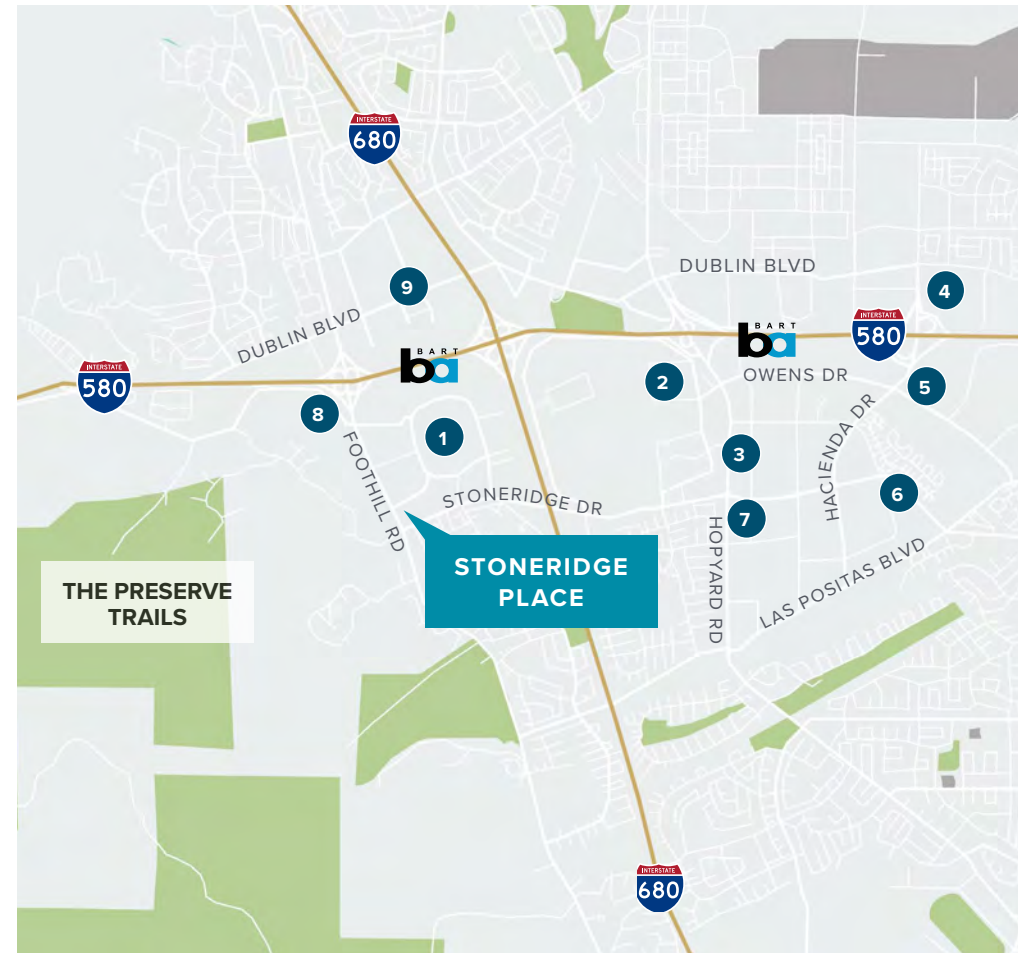 INTERSTATE
680
DUBLIN BLVD
4
9
BART
ba
INTERSTATE
580
DUBLIN BLVD
BART
ba
INTERSTATE
580
2
OWENS DR
5
8
1
HACIENDA DR
FOOTHILL RD
3
STONERIDGE DR
6
7
HOPYARD RD
STONERIDGE
PLACE
LAS POSITAS BLVD
THE PRESERVE
TRAILS
INTERSTATE
680